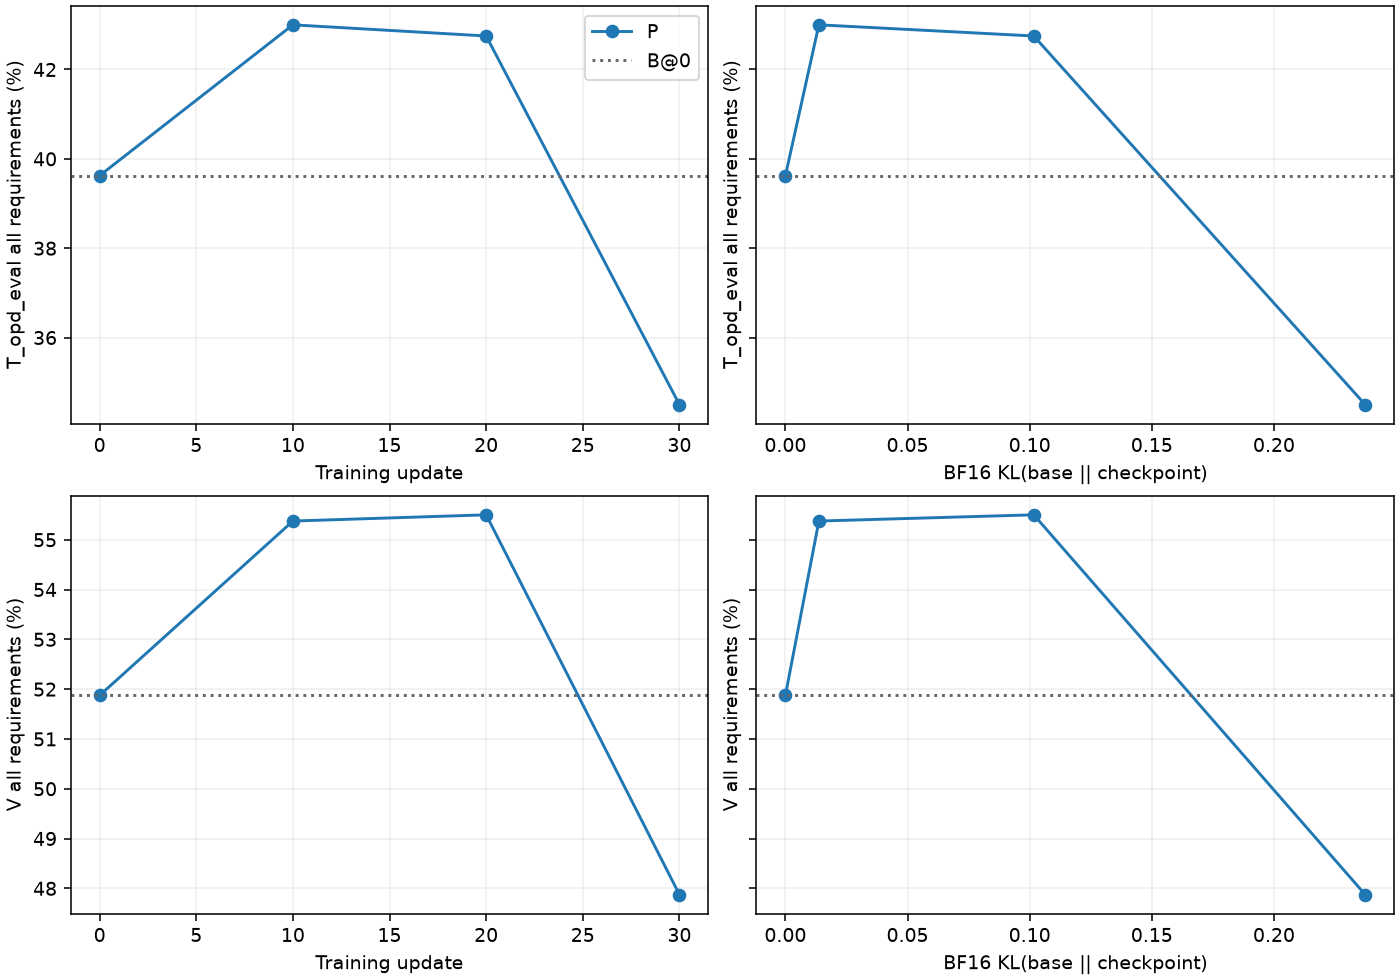 T_opd_eval all requirements (%)
42
40
38
36
P
B@0
0 5 10 15 20 25 30
Training update
T_opd_eval all requirements (%)
0.00 0.05 0.10 0.15 0.20
BF16 KL(base || checkpoint)
V all requirements (%)
55
54
53
52
51
50
49
48
0 5 10 15 20 25 30
Training update
V all requirements (%)
0.00 0.05 0.10 0.15 0.20
BF16 KL(base || checkpoint)